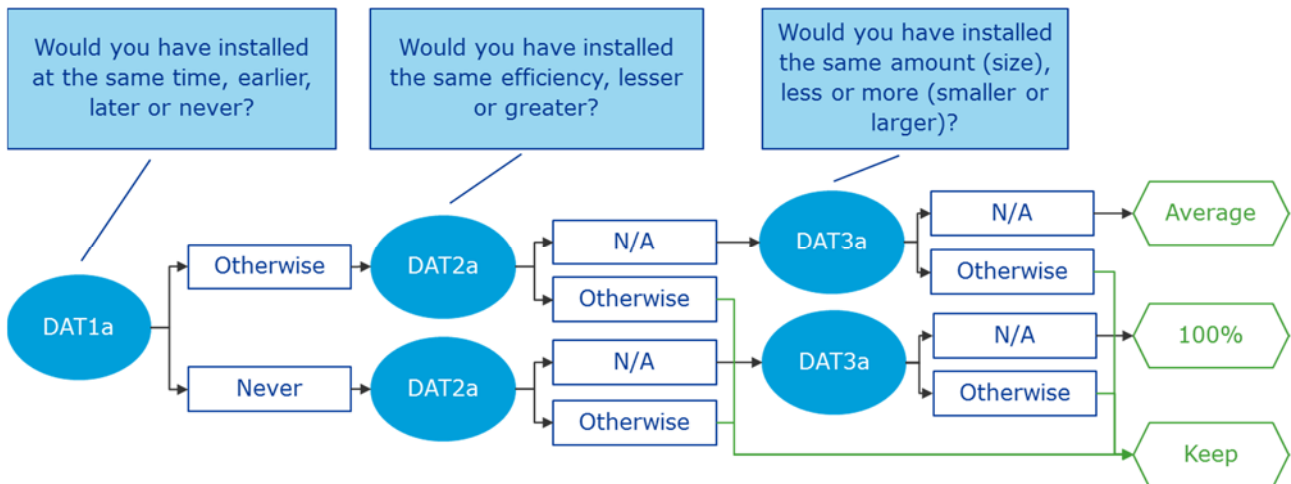 Would you have installed
at the same time, earlier,
later or never?
Would you have installed
the same efficiency, lesser
or greater?
Would you have installed
the same amount (size),
less or more (smaller or
larger)?
DAT1a
Otherwise
Never
DAT2a
DAT2a
N/A
Otherwise
N/A
Otherwise
DAT3a
DAT3a
N/A
Otherwise
N/A
Otherwise
Average
100%
Keep